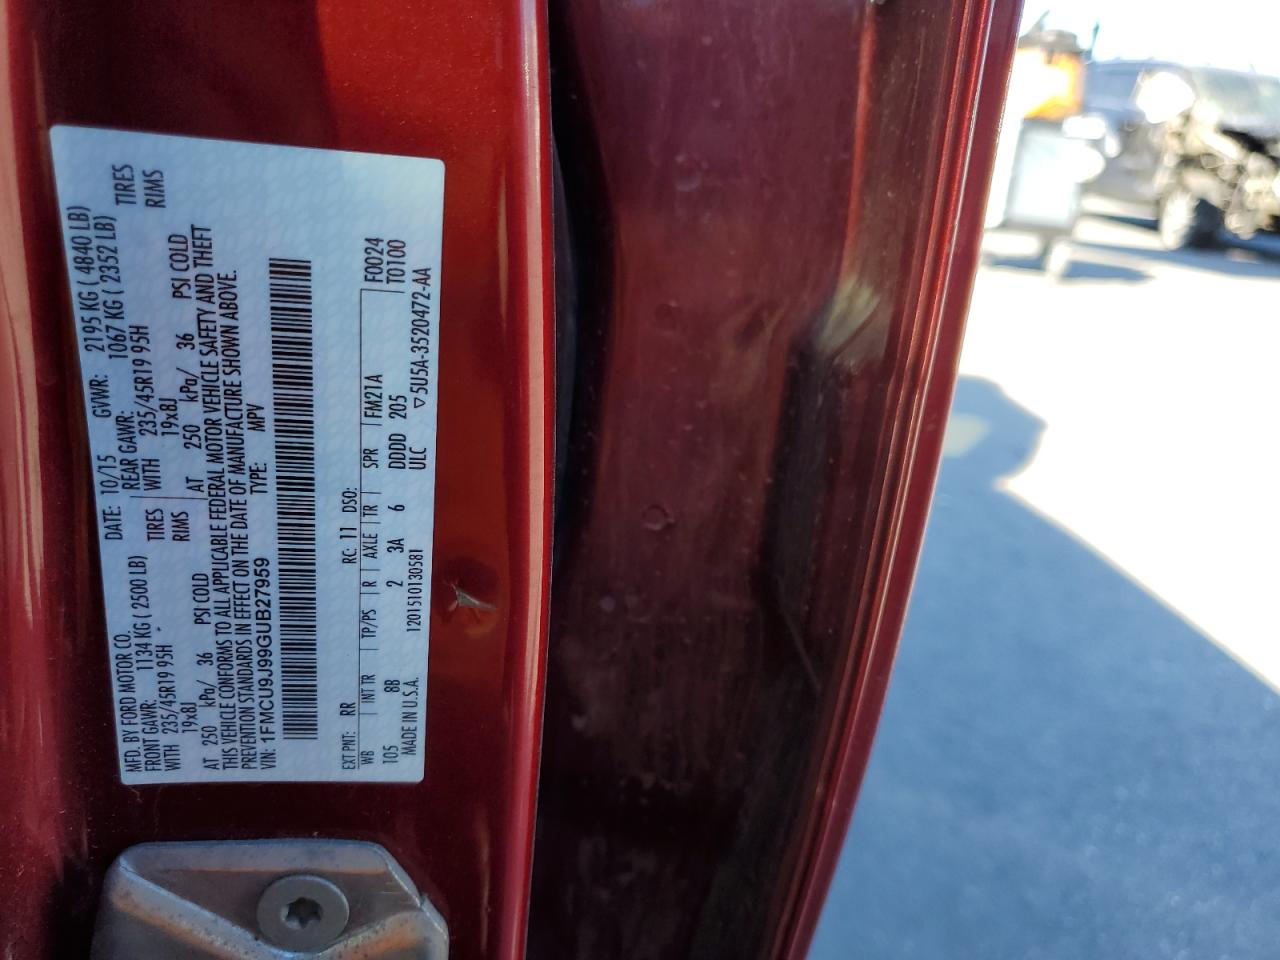 MFD. BY FORD MOTOR CO. DATE: 10/15 GVWR: 2195 KG ( 4840 LB)
FRONT GAWR: 1134 KG ( 2500 LB) REAR GAWR: 1067 KG ( 2352 LB)
WITH 235/45R19 95H TIRES WITH 235/45R19 95H TIRES
19x8J RIMS 19x8J RIMS
AT 250 kPa/ 36 PSI COLD AT 250 kPa/ 36 PSI COLD
THIS VEHICLE CONFORMS TO ALL APPLICABLE FEDERAL MOTOR VEHICLE SAFETY AND THEFT
PREVENTION STANDARDS IN EFFECT ON THE DATE OF MANUFACTURE SHOWN ABOVE.
VIN: 1FMCU9J99GUB27959 TYPE: MPV
EXT PNT: RR RC: 11 DSO: F0024
WB INT TR TP/PS R AXLE TR SPR FM21A T0100
105 8B 2 3A 6 DDDD 205
MADE IN U.S.A. 1201510130581 ULC ▽5U5A-3520472-AA